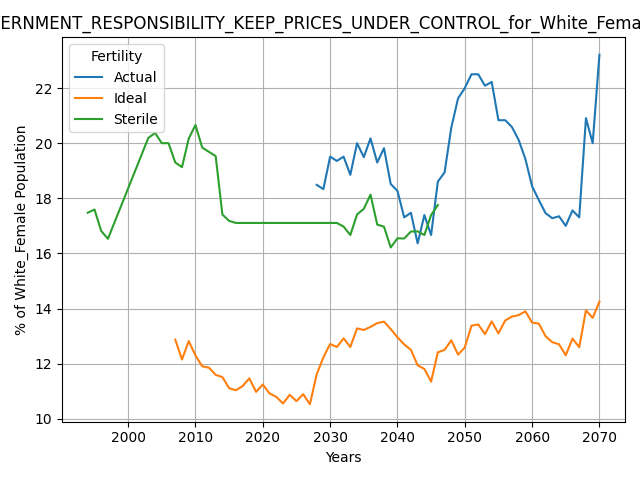 ERNMENT_RESPONSIBILITY_KEEP_PRICES_UNDER_CONTROL_for_White_Fema
Fertility
Actual
Ideal
Sterile
22
20
18
16
14
12
10
% of White_Female Population
2000 2010 2020 2030 2040 2050 2060 2070
Years